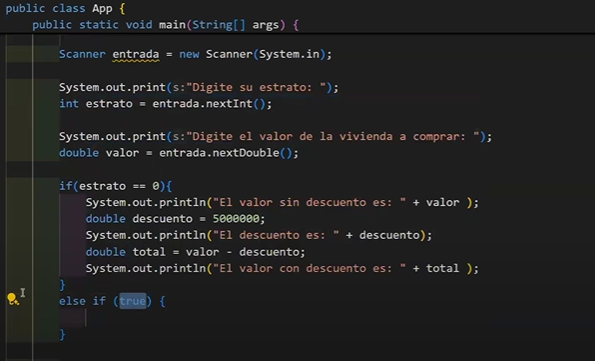 public class App {
public static void main(String[] args) {
Scanner entrada = new Scanner(System.in);
System.out.print(s:"Digite su estrato: ");
int estrato = entrada.nextInt();
System.out.print(s:"Digite el valor de la vivienda a comprar: ");
double valor = entrada.nextDouble();
if(estrato == 0){
System.out.println("El valor sin descuento es: " + valor );
double descuento = 5000000;
System.out.println("El descuento es: " + descuento);
double total = valor - descuento;
System.out.println("El valor con descuento es: " + total );
}
else if (true) {
}